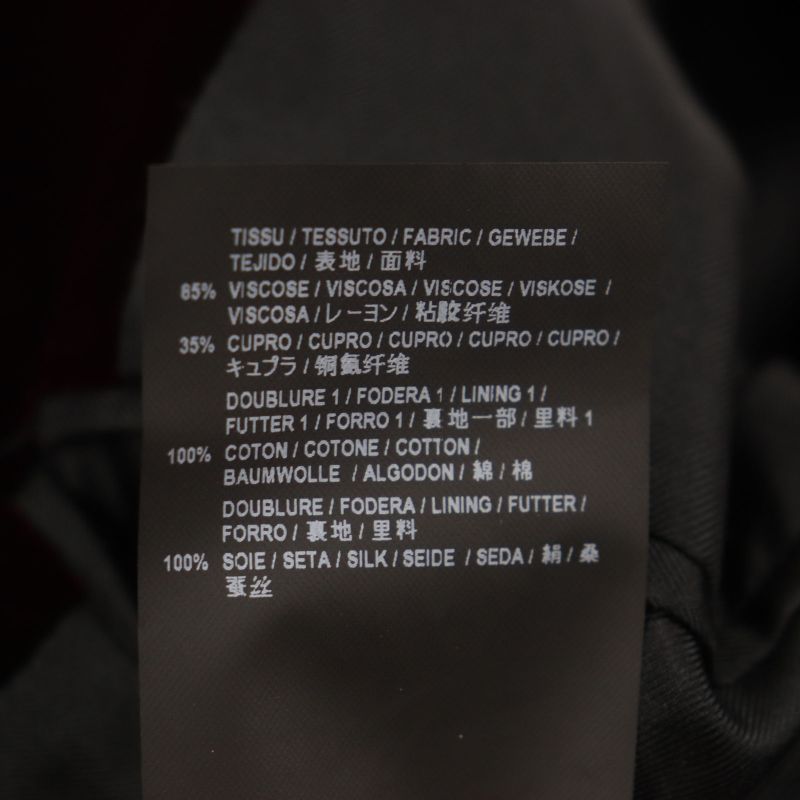 TISSU / TESSUTO / FABRIC / GEWEBE /
TEJIDO / 表地 / 面料
65% VISCOSE / VISCOSA / VISCOSE / VISKOSE /
VISCOSA / レーヨン / 粘胶纤维
35% CUPRO / CUPRO / CUPRO / CUPRO / CUPRO /
キュプラ / 铜氨纤维
DOUBLURE 1 / FODERA 1 / LINING 1 /
FUTTER 1 / FORRO 1 / 裏地一部 / 里料 1
100% COTON / COTONE / COTTON /
BAUMWOLLE / ALGODON / 綿 / 棉
DOUBLURE / FODERA / LINING / FUTTER /
FORRO / 裏地 / 里料
100% SOIE / SETA / SILK / SEIDE / SEDA / 絹 / 桑
蚕丝